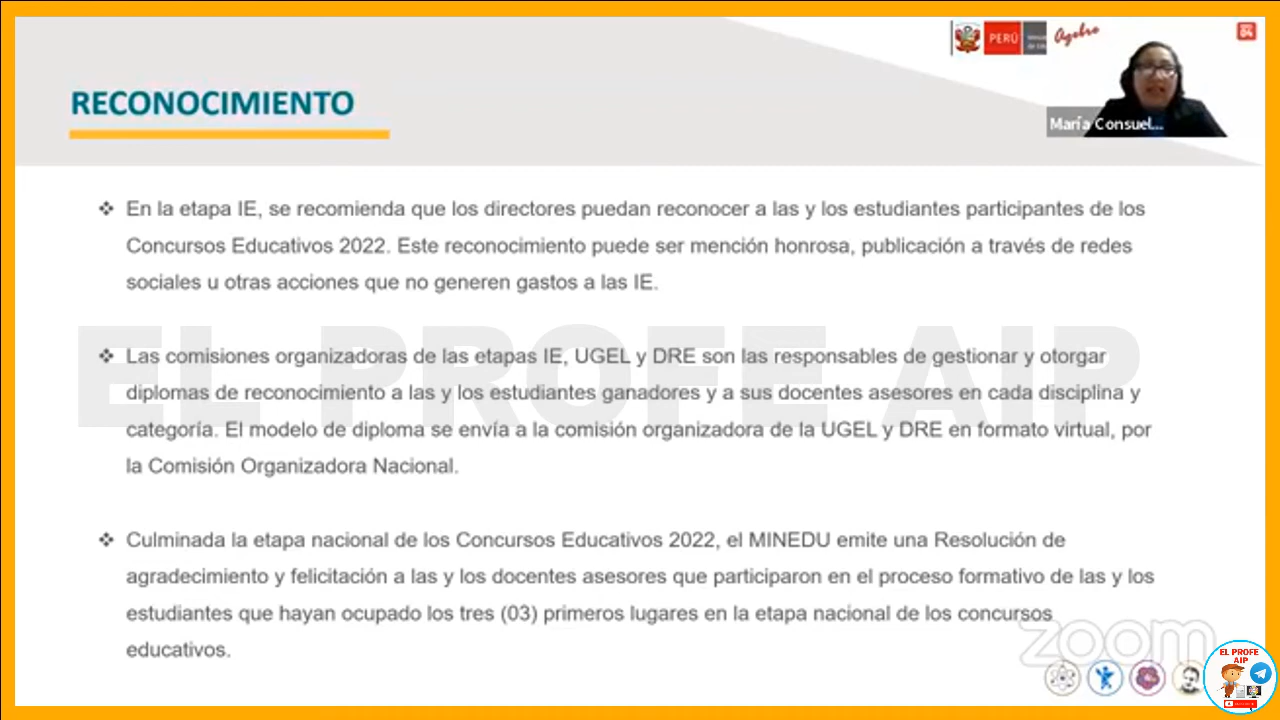 PERÚ
RECONOCIMIENTO
María Consuel...
❖ En la etapa IE, se recomienda que los directores puedan reconocer a las y los estudiantes participantes de los
Concursos Educativos 2022. Este reconocimiento puede ser mención honrosa, publicación a través de redes
sociales u otras acciones que no generen gastos a las IE.
EL PROFE AIP
❖ Las comisiones organizadoras de las etapas IE, UGEL y DRE son las responsables de gestionar y otorgar
diplomas de reconocimiento a las y los estudiantes ganadores y a sus docentes asesores en cada disciplina y
categoría. El modelo de diploma se envía a la comisión organizadora de la UGEL y DRE en formato virtual, por
la Comisión Organizadora Nacional.
❖ Culminada la etapa nacional de los Concursos Educativos 2022, el MINEDU emite una Resolución de
agradecimiento y felicitación a las y los docentes asesores que participaron en el proceso formativo de las y los
estudiantes que hayan ocupado los tres (03) primeros lugares en la etapa nacional de los concursos
educativos.
zoom
EL PROFE
AIP